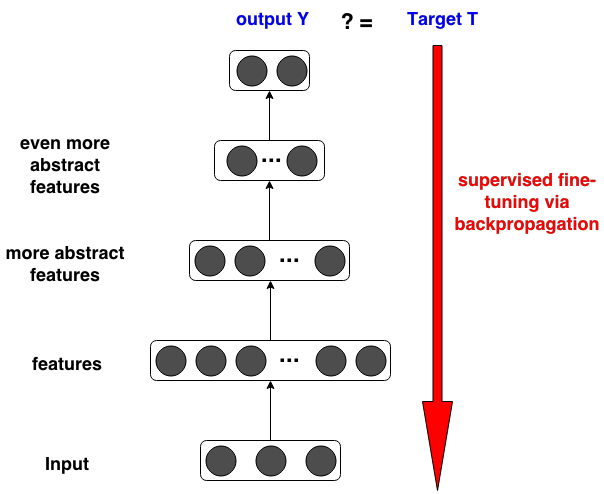 output Y ? = Target T
even more
abstract
features
supervised fine-
tuning via
backpropagation
...
more abstract
features
...
features
...
Input